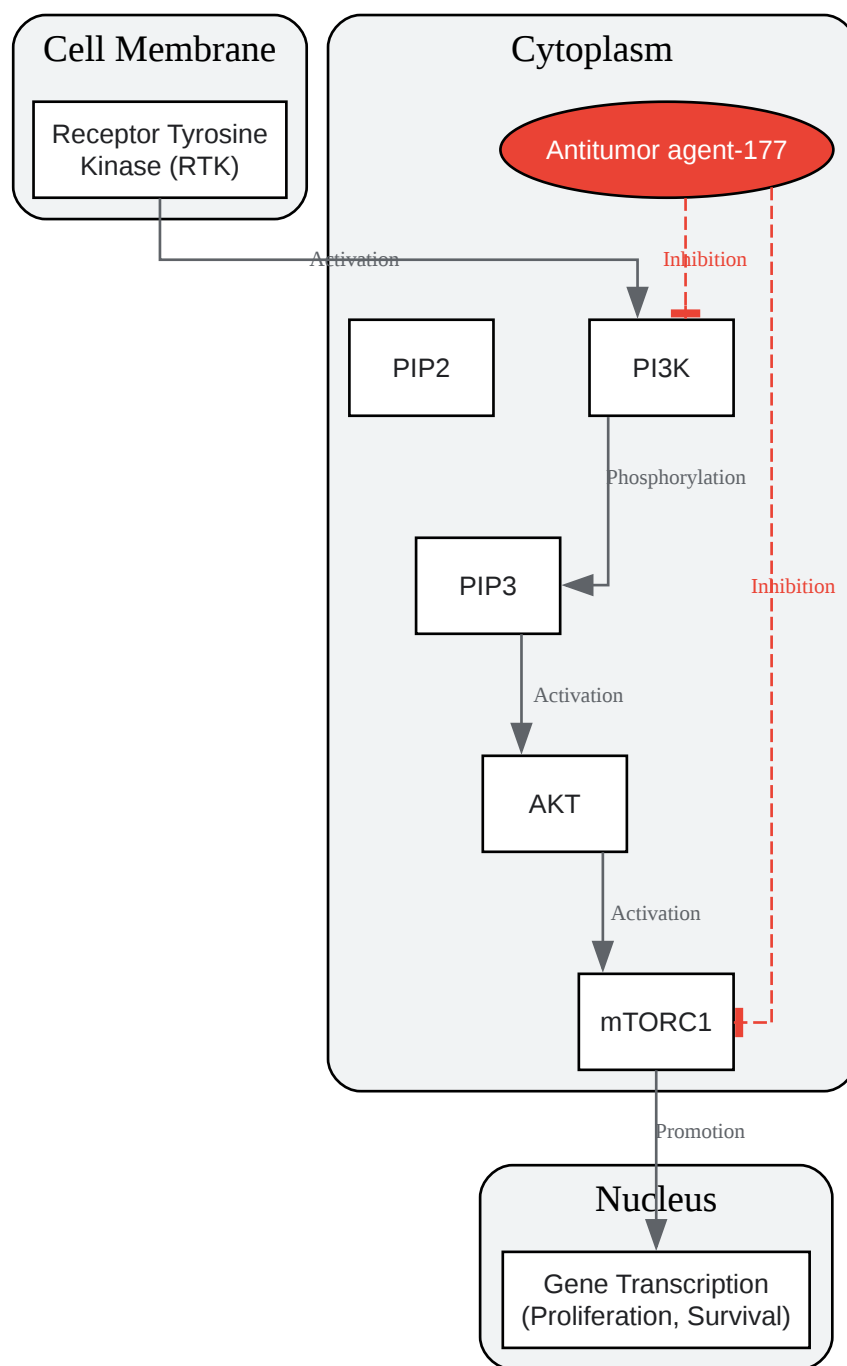 Cell Membrane
Cytoplasm
Receptor Tyrosine
Kinase (RTK)
Antitumor agent-177
Activation
Inhibition
PIP2
PI3K
Phosphorylation
PIP3
Inhibition
Activation
AKT
Activation
mTORC1
Promotion
Nucleus
Gene Transcription
(Proliferation, Survival)